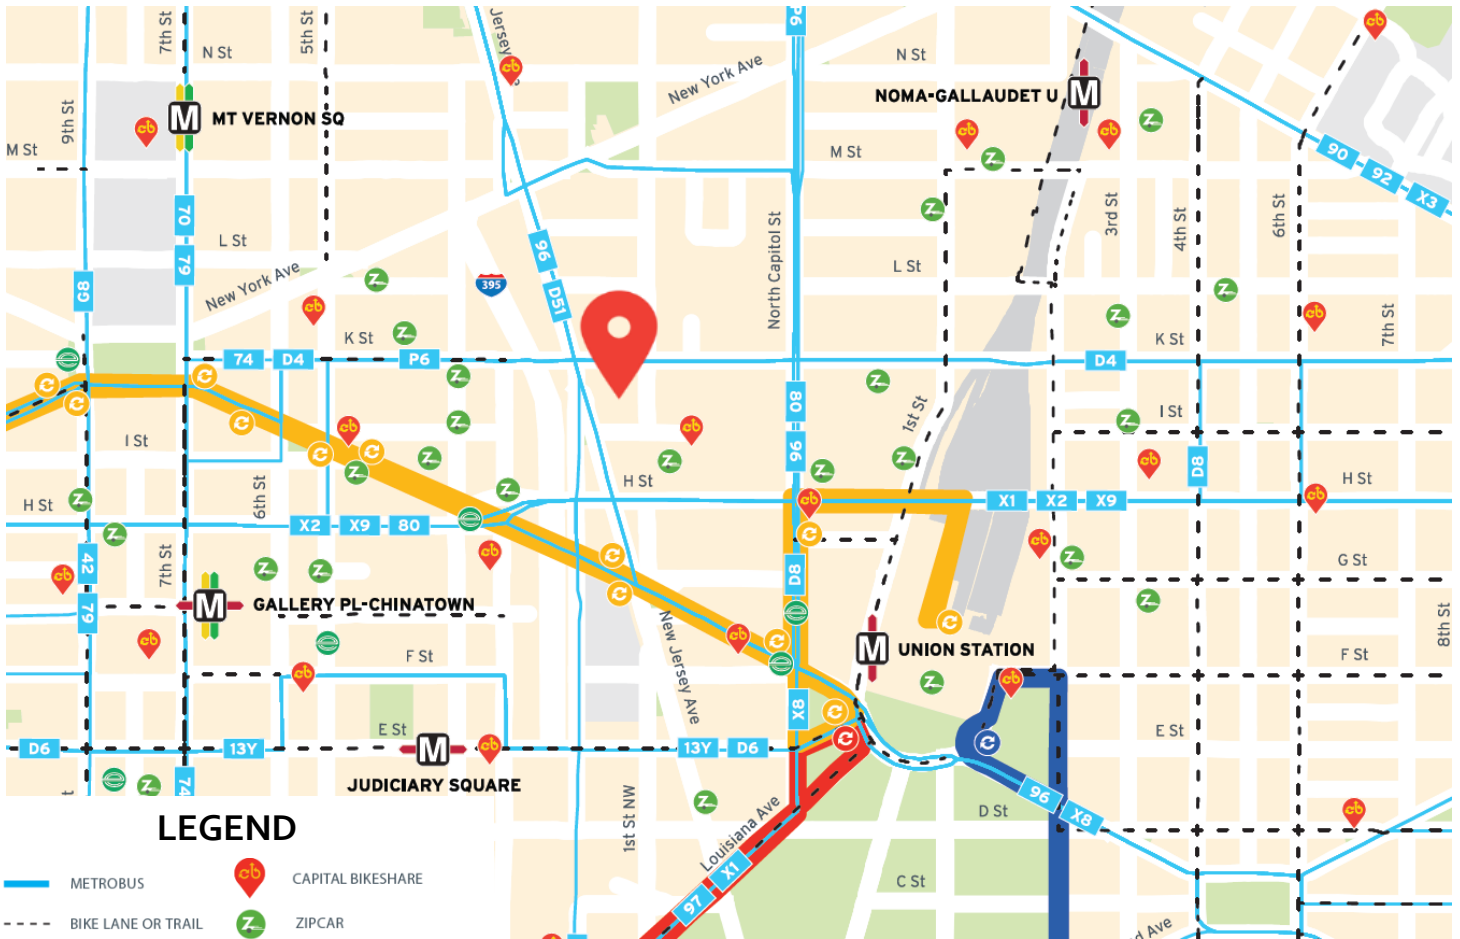 7th St
5th St
N St
Jersey
P6
N St
New York Ave
NOMA-GALLAUDET U
M
M
MT VERNON SQ
9th St
M St
M St
90
92
X3
70
79
L St
3rd St
4th St
6th St
North Capitol St
96
D51
L St
New York Ave
395
G8
K St
K St
7th St
74
D4
P6
D4
80
96
1st St
I St
I St
D8
H St
H St
H St
6th St
X2
X9
80
X1
X2
X9
42
79
7th St
D8
G St
M
GALLERY PL-CHINATOWN
8th St
New Jersey Ave
M
UNION STATION
F St
F St
X8
E St
E St
D6
13Y
M
13Y
D6
JUDICIARY SQUARE
74
96
X8
D St
1st St NW
Louisiana Ave
97
X1
C St
d Ave
LEGEND
METROBUS
CAPITAL BIKESHARE
BIKE LANE OR TRAIL
ZIPCAR